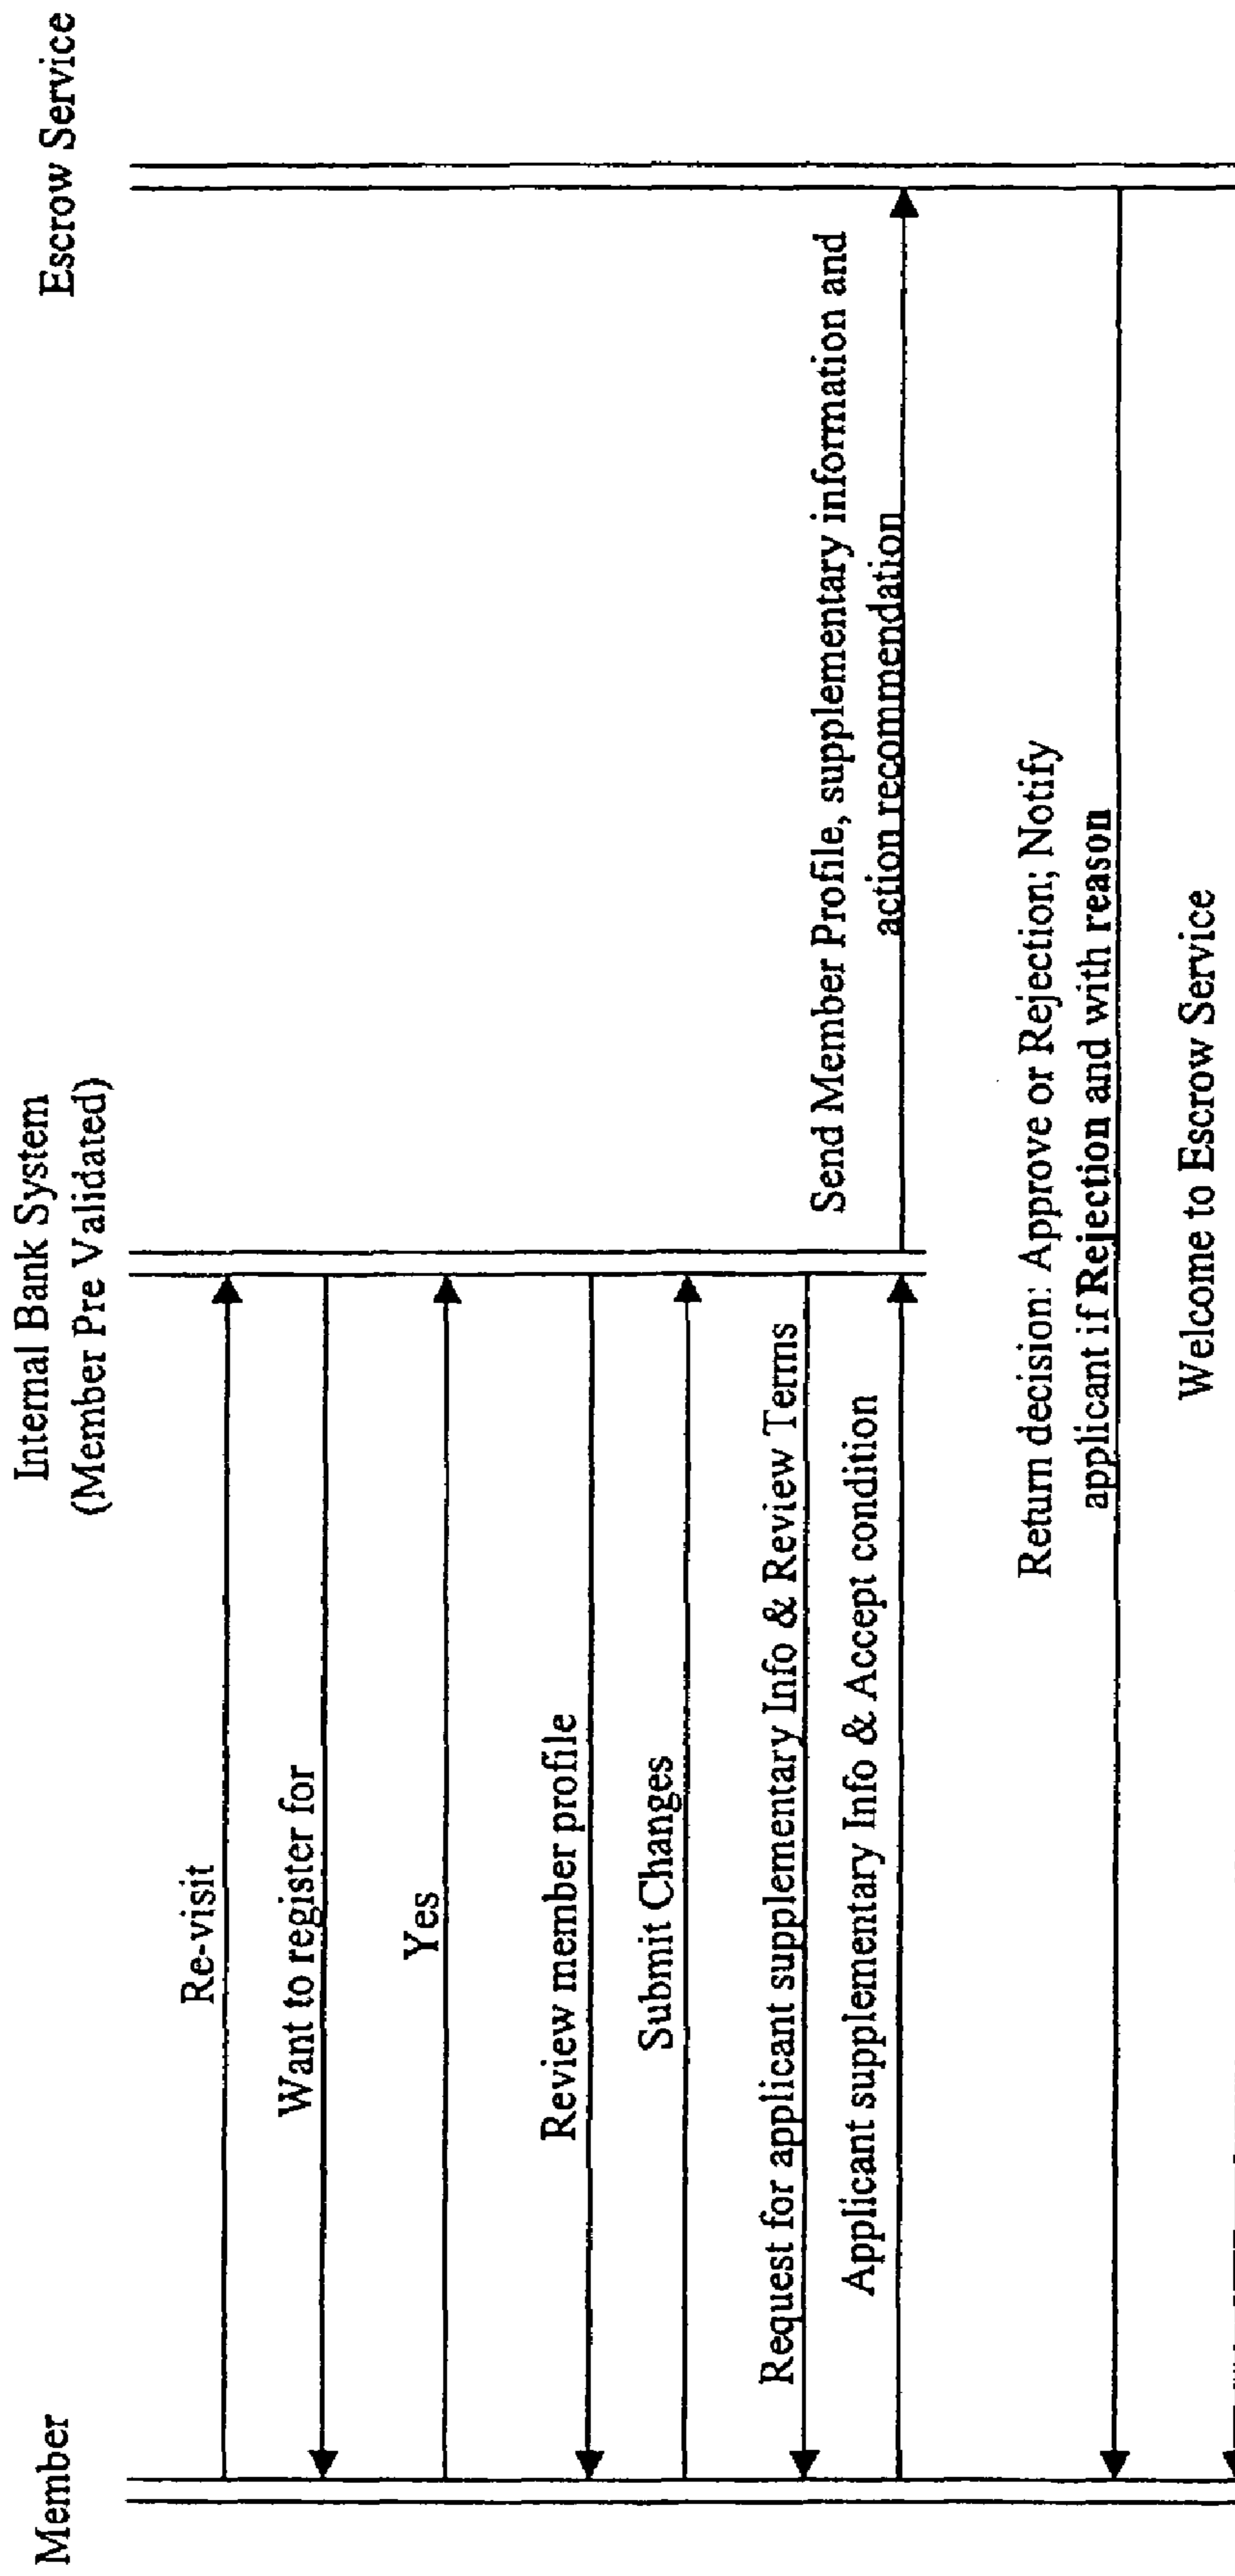 Member
Internal Bank System
(Member Pre Validated)
Escrow Service
Re-visit
Want to register for
Yes
Review member profile
Submit Changes
Request for applicant supplementary Info & Review Terms
Applicant supplementary Info & Accept condition
Send Member Profile, supplementary information and
action recommendation
Return decision: Approve or Rejection; Notify
applicant if Rejection and with reason
Welcome to Escrow Service